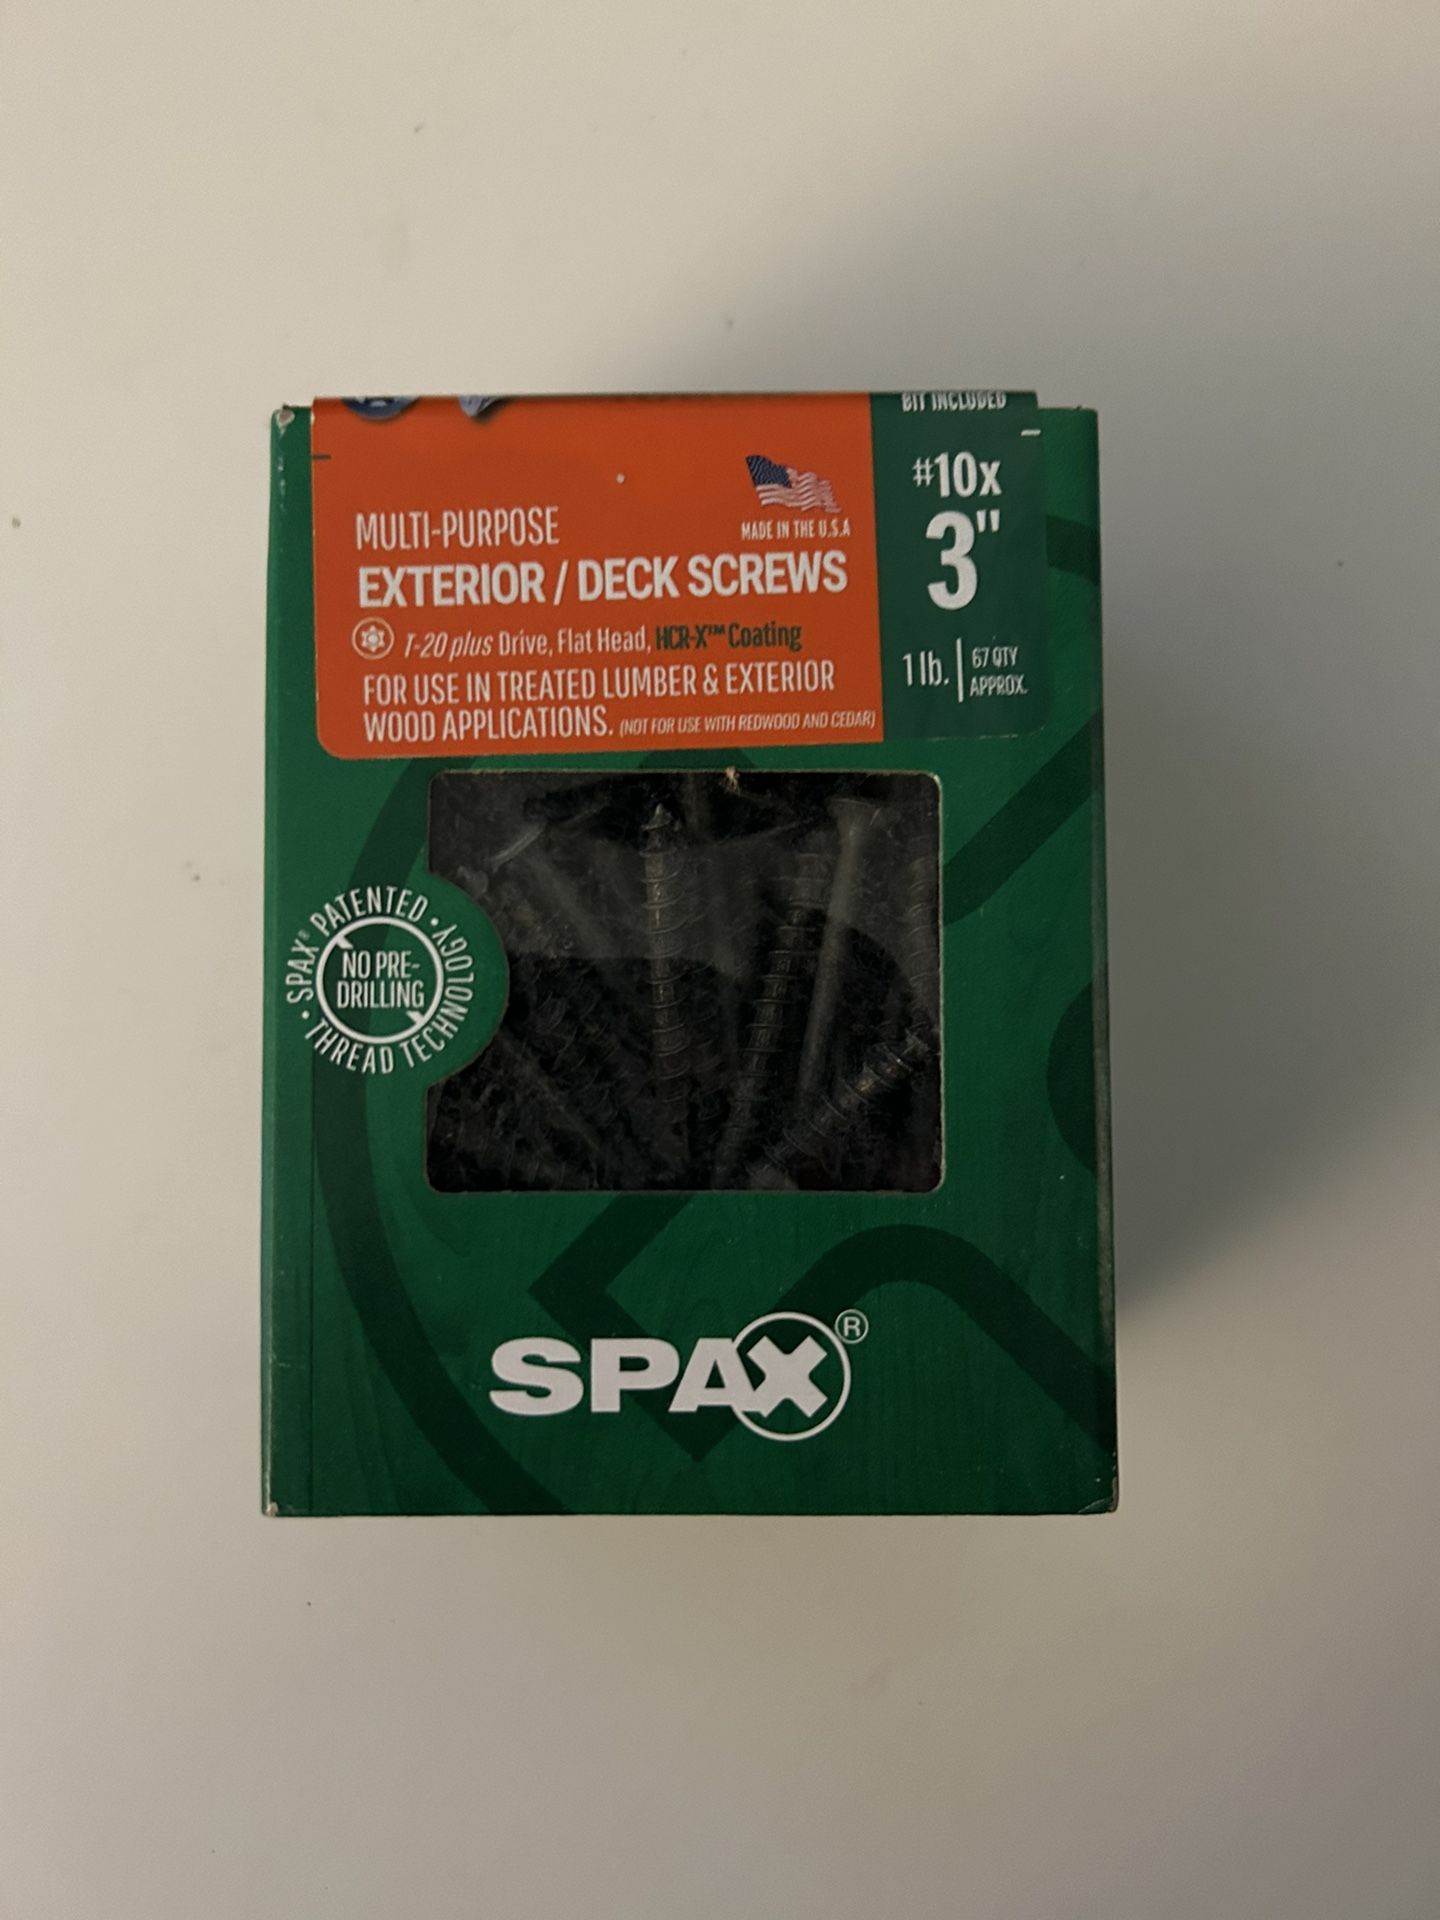 BIT INCLUDED
#10x
3"
1 lb. | 67 QTY
APPROX.
MADE IN THE U.S.A
MULTI-PURPOSE
EXTERIOR / DECK SCREWS
T-20 plus Drive, Flat Head, HCR-X™ Coating
FOR USE IN TREATED LUMBER & EXTERIOR
WOOD APPLICATIONS. (NOT FOR USE WITH REDWOOD AND CEDAR)
• SPAX® PATENTED •
THREAD TECHNOLOGY
NO PRE-
DRILLING
SPAX®